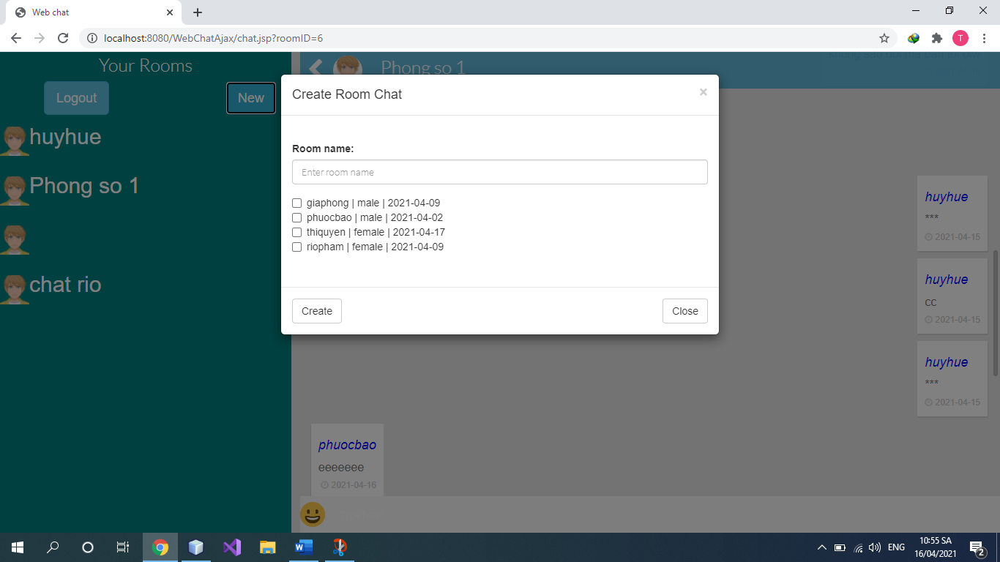 Web chat
localhost:8080/WebChatAjax/chat.jsp?roomID=6
T
Your Rooms
Logout
New
huyhue
Phong so 1
chat rio
Phong so 1
Create Room Chat
×
Room name:
Enter room name
giaphong | male | 2021-04-09
phuocbao | male | 2021-04-02
thiquyen | female | 2021-04-17
riopham | female | 2021-04-09
Create
Close
huyhue
***
2021-04-15
huyhue
cc
2021-04-15
huyhue
***
2021-04-15
phuocbao
eeeeeee
2021-04-16
W
ENG
10:55 SA
16/04/2021
2